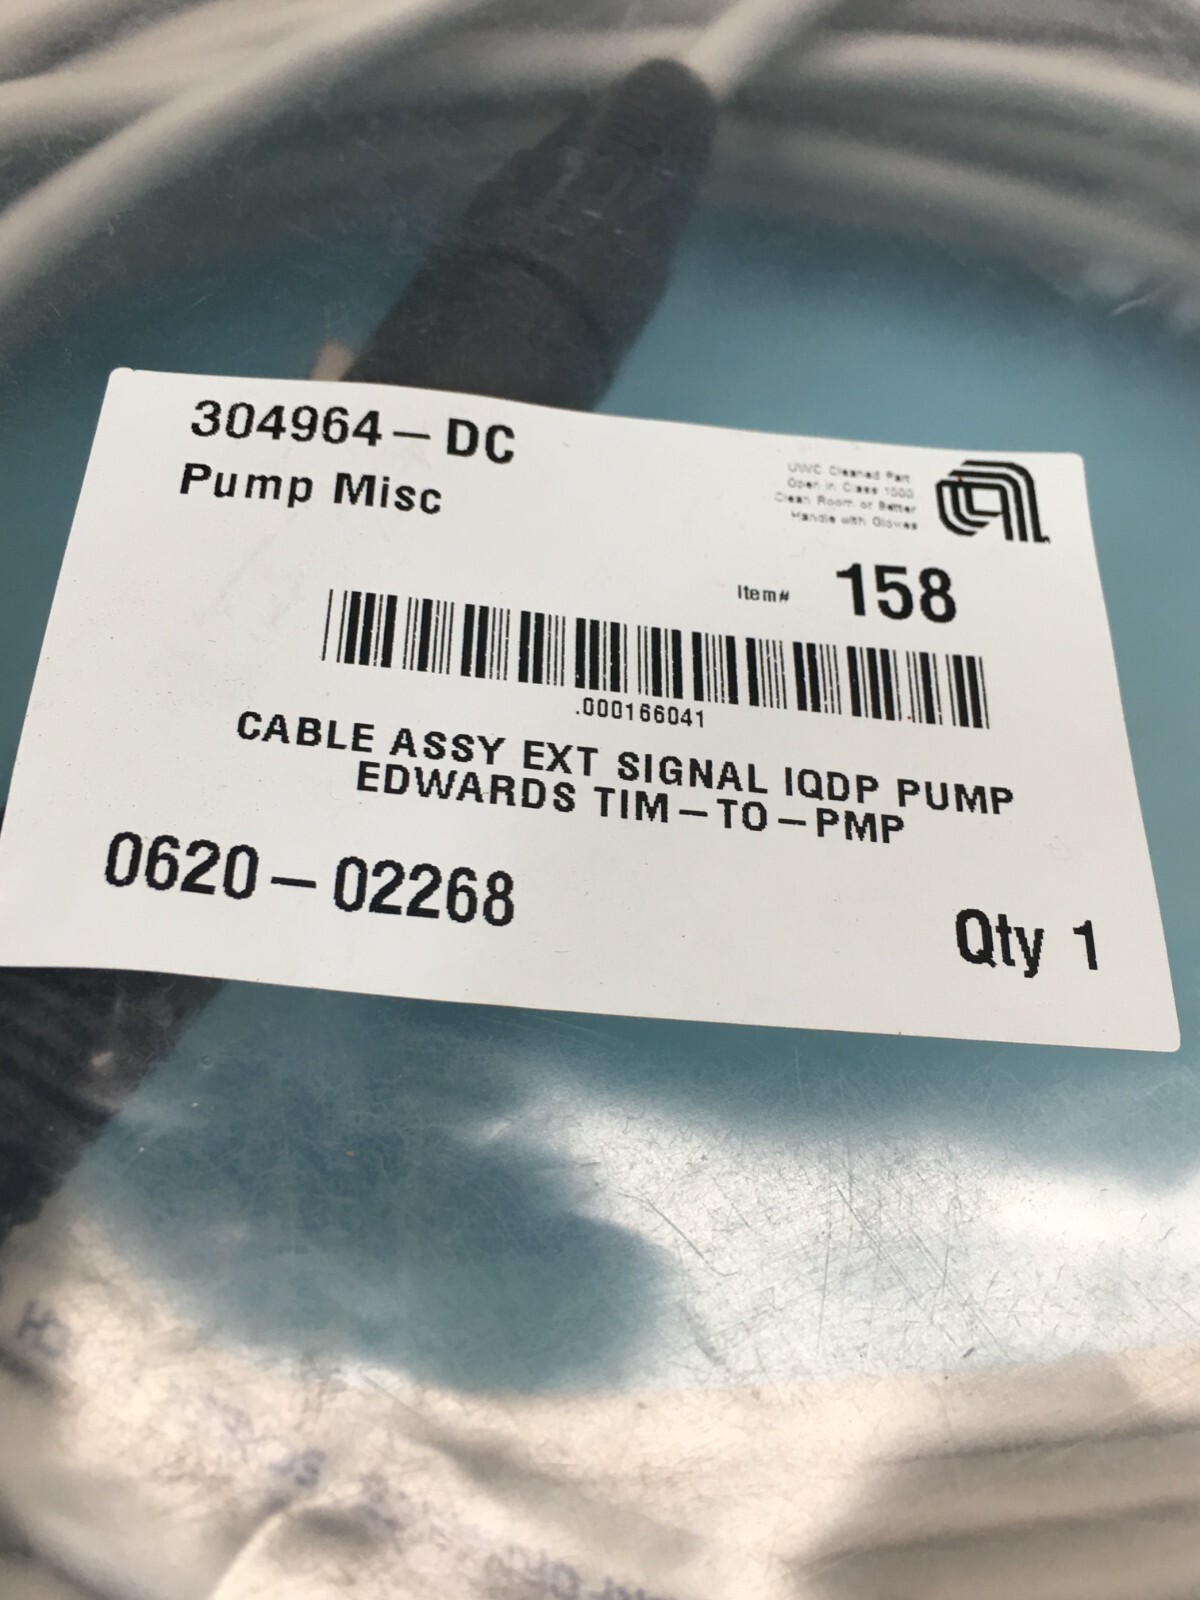 304964-DC
Pump Misc
UWC Cleaned Part
Open in Class 1000
Clean Room or Better
Handle with Gloves
Item# 158
.000166041
CABLE ASSY EXT SIGNAL IQDP PUMP
EDWARDS TIM-TO-PMP
0620-02268
Qty 1